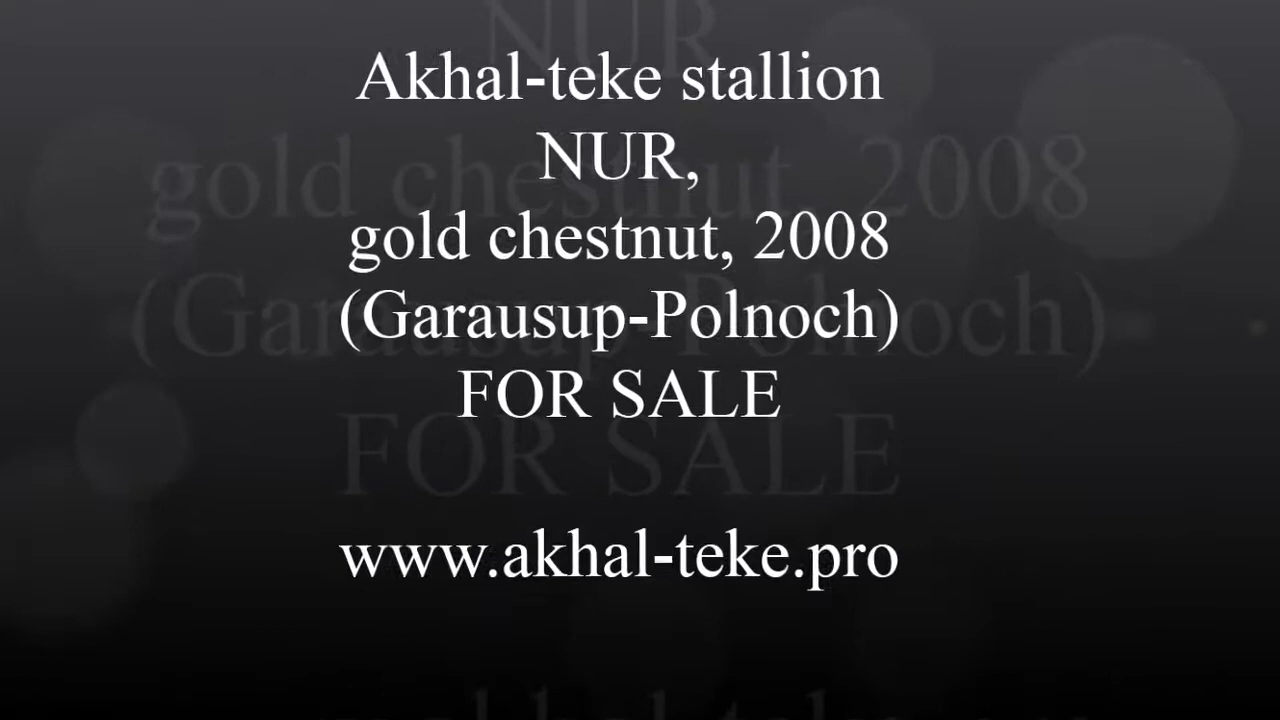 Akhal-teke stallion
NUR,
gold chestnut, 2008
(Garausup-Polnoch)
FOR SALE
www.akhal-teke.pro